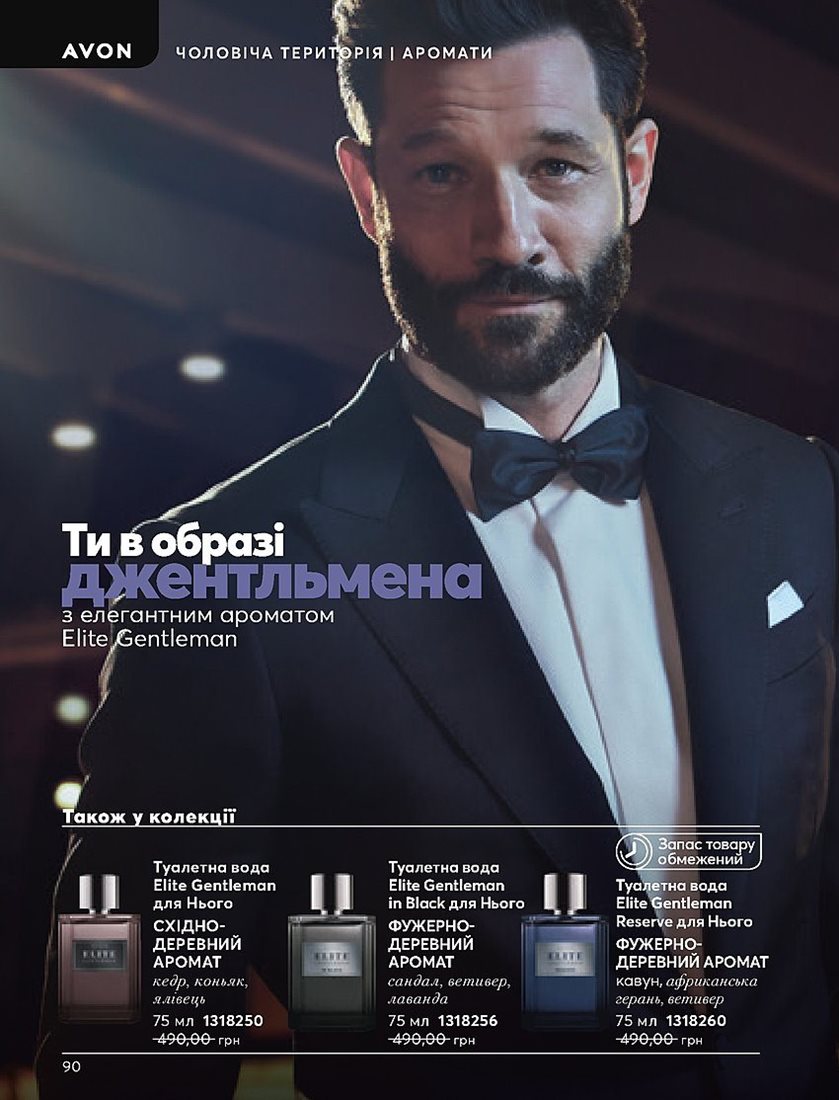 AVON
ЧОЛОВІЧА ТЕРИТОРІЯ | АРОМАТИ
Ти в образі
джентльмена
з елегантним ароматом
Elite Gentleman
Також у колекції
Туалетна вода
Elite Gentleman
для Нього
СХІДНО-
ДЕРЕВНИЙ
АРОМАТ
кедр, коньяк,
ялівець
75 мл 1318250
490,00 грн
ELITE
Туалетна вода
Elite Gentleman
in Black для Нього
ФУЖЕРНО-
ДЕРЕВНИЙ
АРОМАТ
сандал, ветивер,
лаванда
75 мл 1318256
490,00 грн
ELITE
Запас товару
обмежений
Туалетна вода
Elite Gentleman
Reserve для Нього
ФУЖЕРНО-
ДЕРЕВНИЙ АРОМАТ
кавун, африканська
герань, ветивер
75 мл 1318260
490,00 грн
ELITE
90